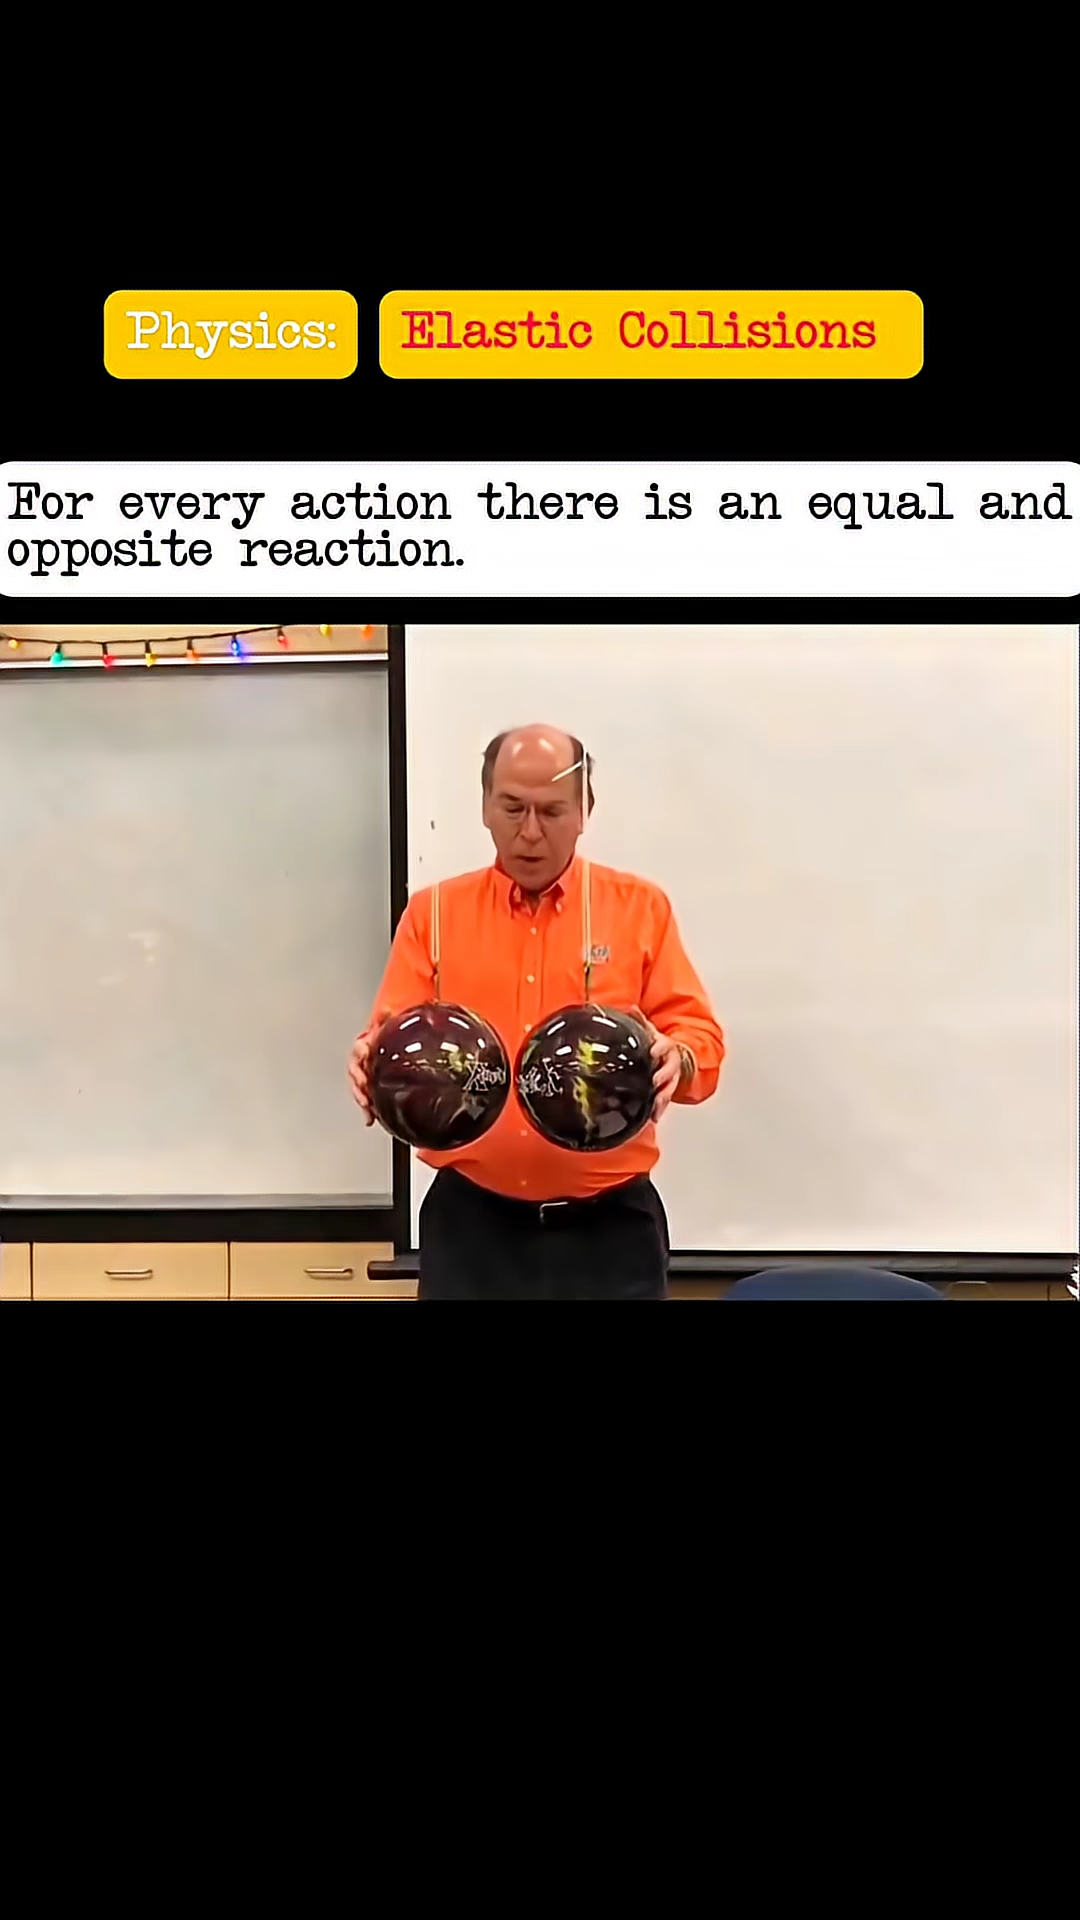 Physics: Elastic Collisions
For every action there is an equal and
opposite reaction.